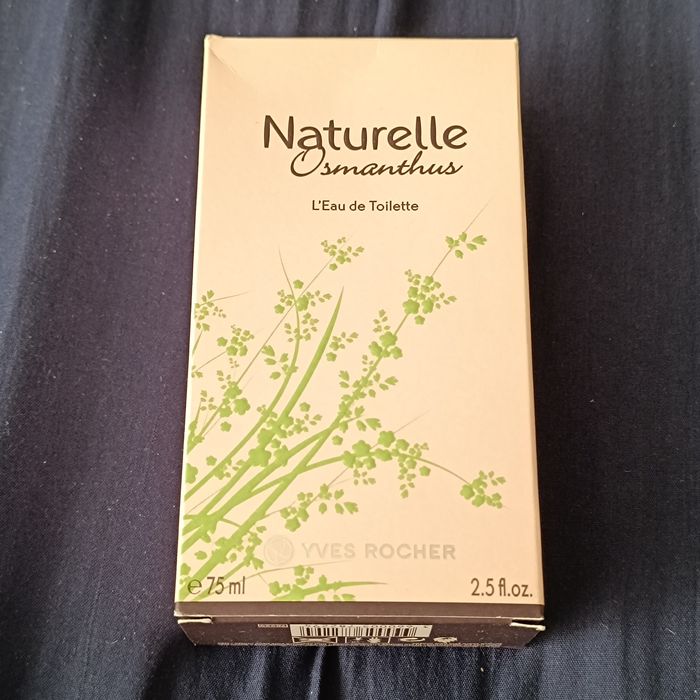 Naturelle
Osmanthus
L'Eau de Toilette
YVES ROCHER
℮ 75 ml 2.5 fl.oz.